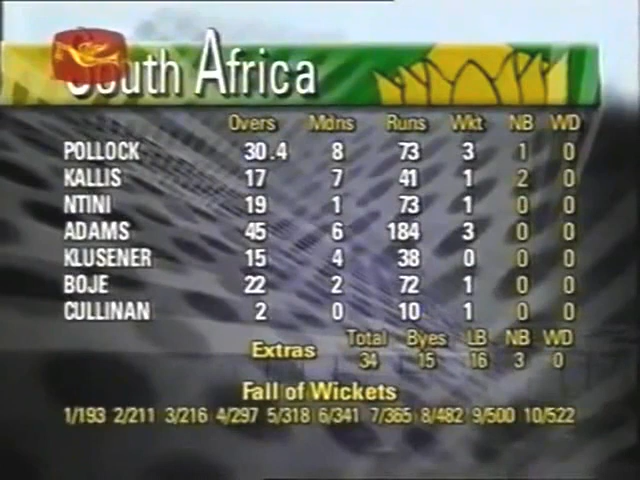 South Africa
Overs Mdns Runs Wkt NB WD
POLLOCK 30.4 8 73 3 1 0
KALLIS 17 7 41 1 2 0
NTINI 19 1 73 1 0 0
ADAMS 45 6 184 3 0 0
KLUSENER 15 4 38 0 0 0
BOJE 22 2 72 1 0 0
CULLINAN 2 0 10 1 0 0
Total Byes LB NB WD
Extras 34 15 16 3 0
Fall of Wickets
1/193 2/211 3/216 4/297 5/318 6/341 7/365 8/482 9/500 10/522